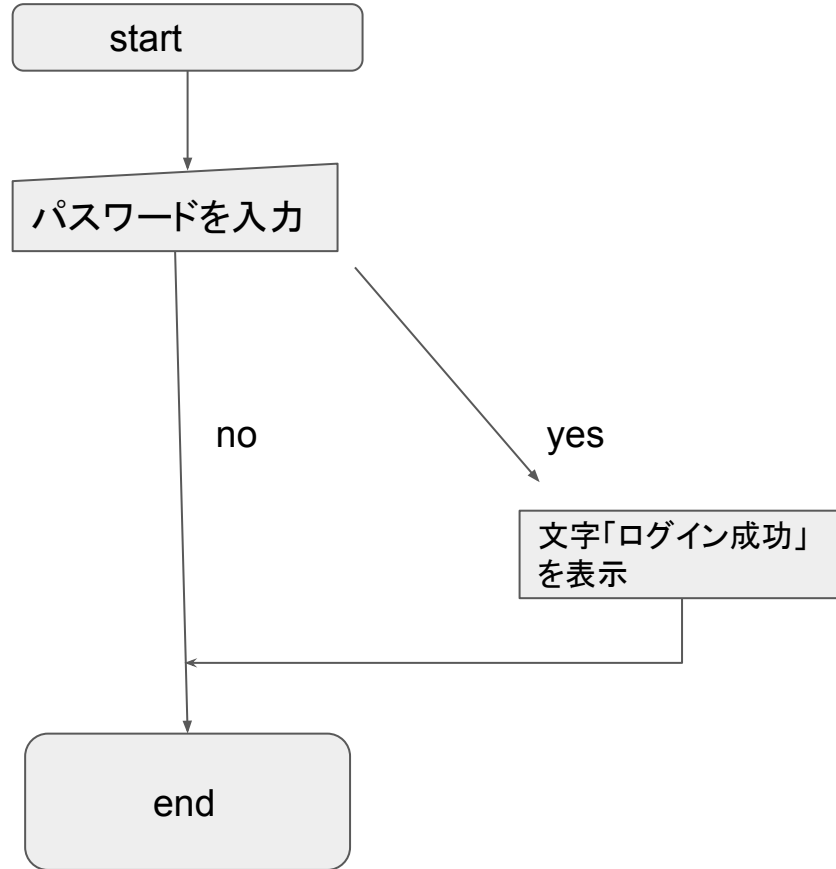 start
パスワードを入力
no
yes
文字「ログイン成功」
を表示
end